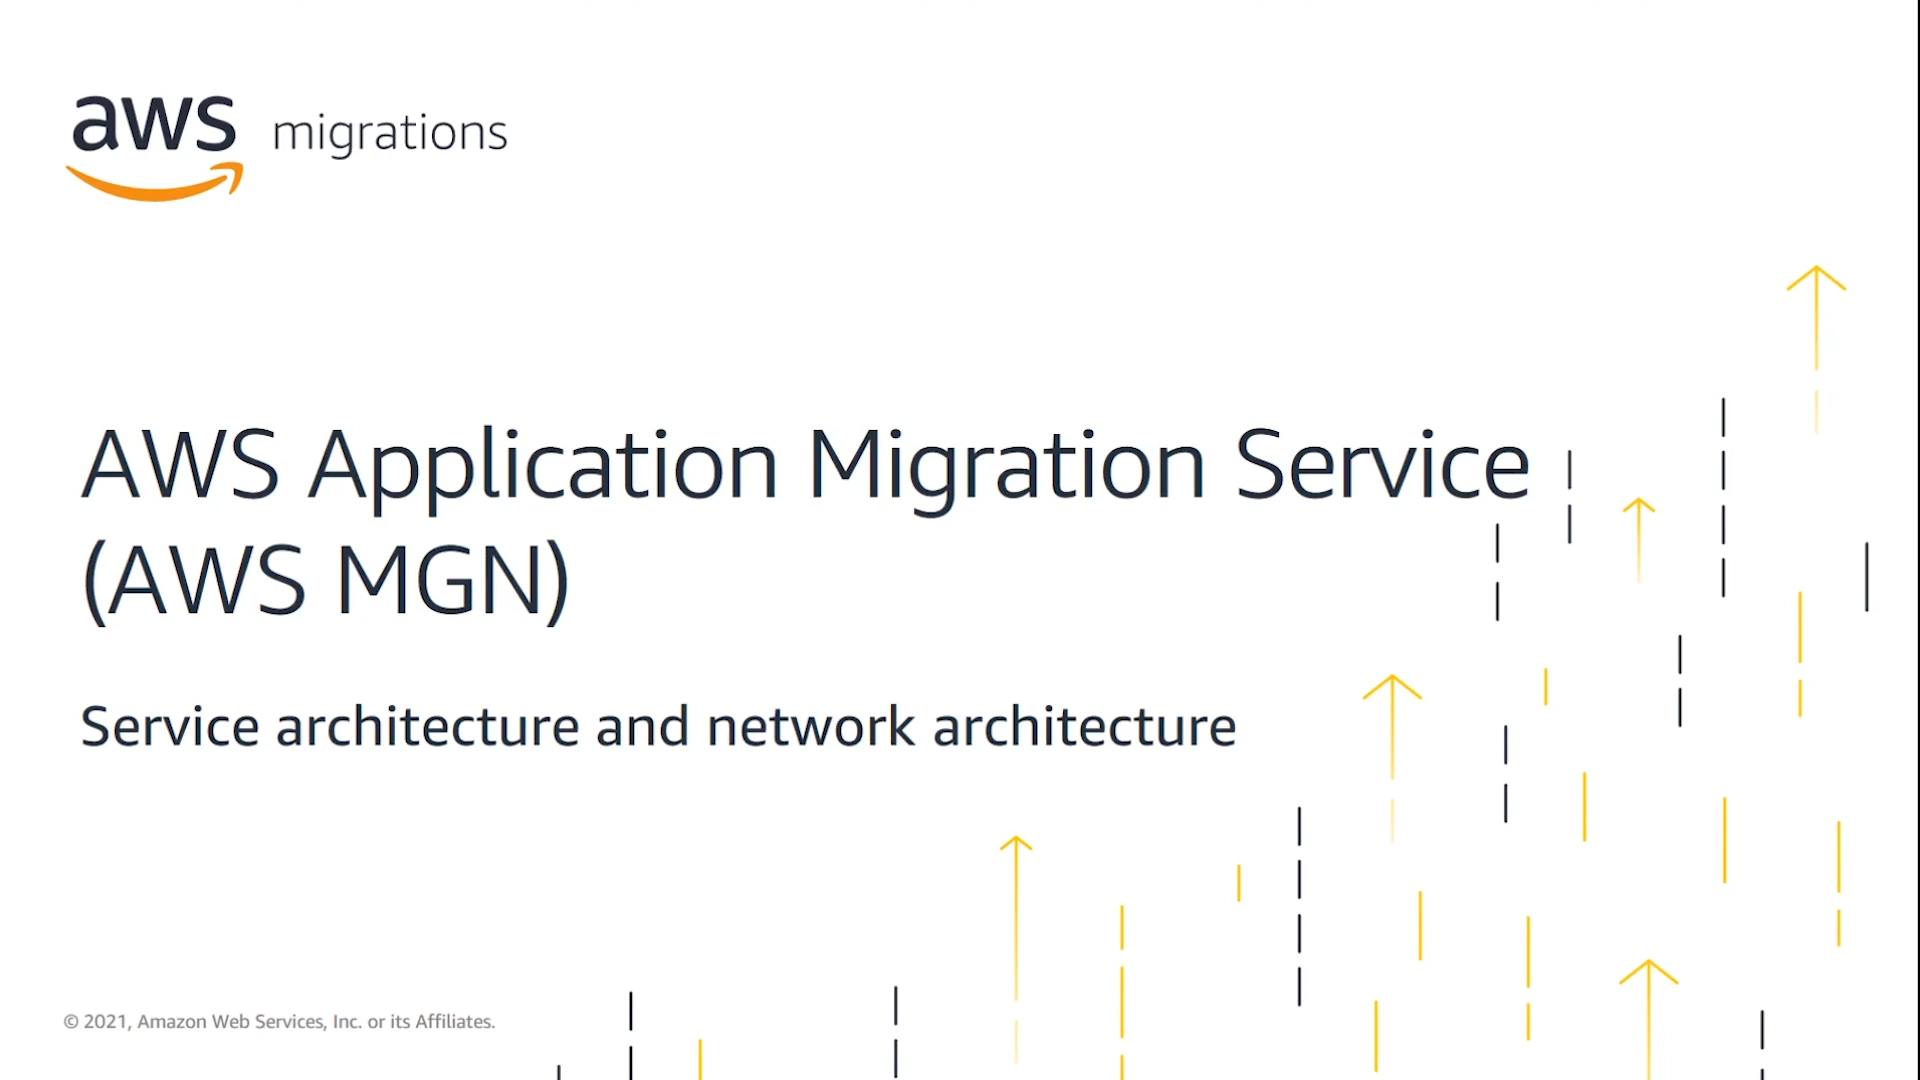 aws migrations
AWS Application Migration Service
(AWS MGN)
Service architecture and network architecture
© 2021, Amazon Web Services, Inc. or its Affiliates.